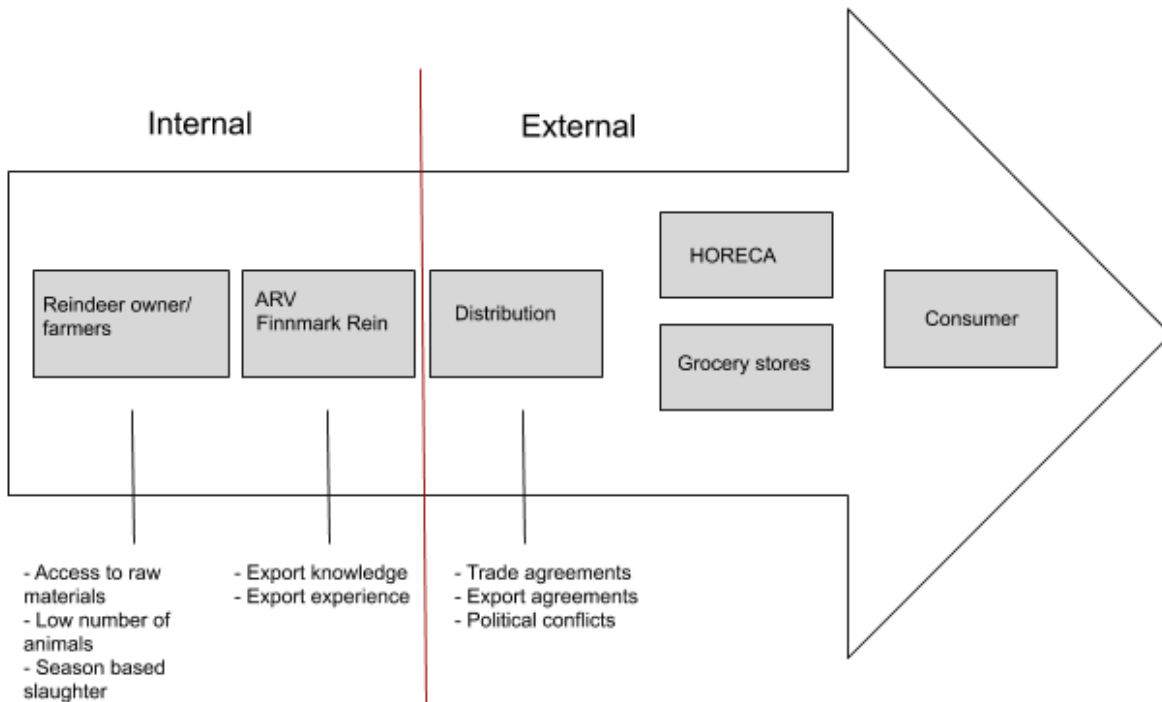 Internal
External
Reindeer owner/
farmers
ARV
Finnmark Rein
Distribution
HORECA
Grocery stores
Consumer
- Access to raw
materials
- Low number of
animals
- Season based
slaughter
- Export knowledge
- Export experience
- Trade agreements
- Export agreements
- Political conflicts